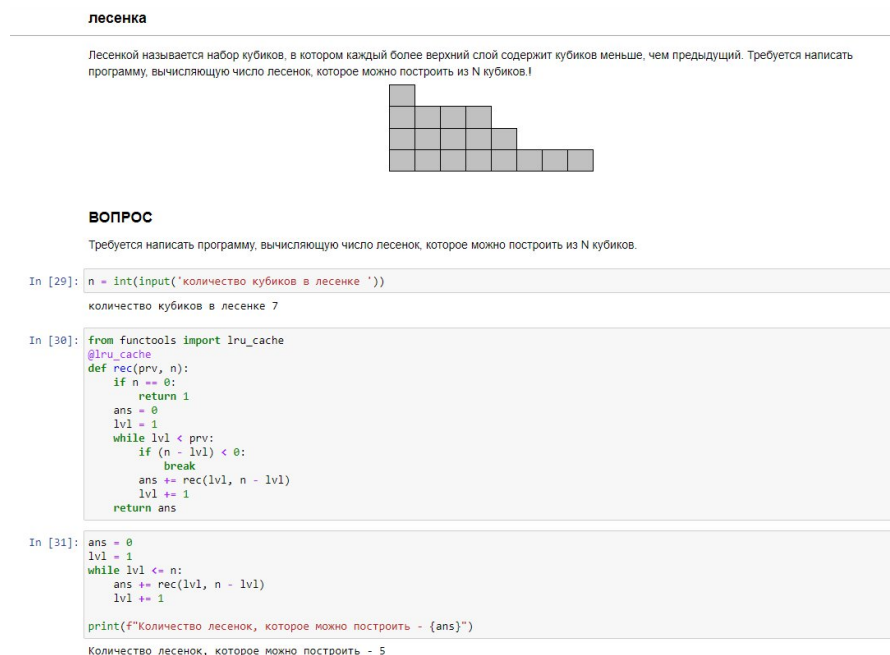 лесенка
Лесенкой называется набор кубиков, в котором каждый более верхний слой содержит кубиков меньше, чем предыдущий. Требуется написать
программу, вычисляющую число лесенок, которое можно построить из N кубиков.!
ВОПРОС
Требуется написать программу, вычисляющую число лесенок, которое можно построить из N кубиков.
In [29]: n = int(input('количество кубиков в лесенке '))
количество кубиков в лесенке 7
In [30]: from functools import lru_cache
@lru_cache
def rec(prv, n):
    if n == 0:
        return 1
    ans = 0
    lvl = 1
    while lvl < prv:
        if (n - lvl) < 0:
            break
        ans += rec(lvl, n - lvl)
        lvl += 1
    return ans
In [31]: ans = 0
lvl = 1
while lvl <= n:
    ans += rec(lvl, n - lvl)
    lvl += 1
print(f"Количество лесенок, которое можно построить - {ans}")
Количество лесенок, которое можно построить - 5